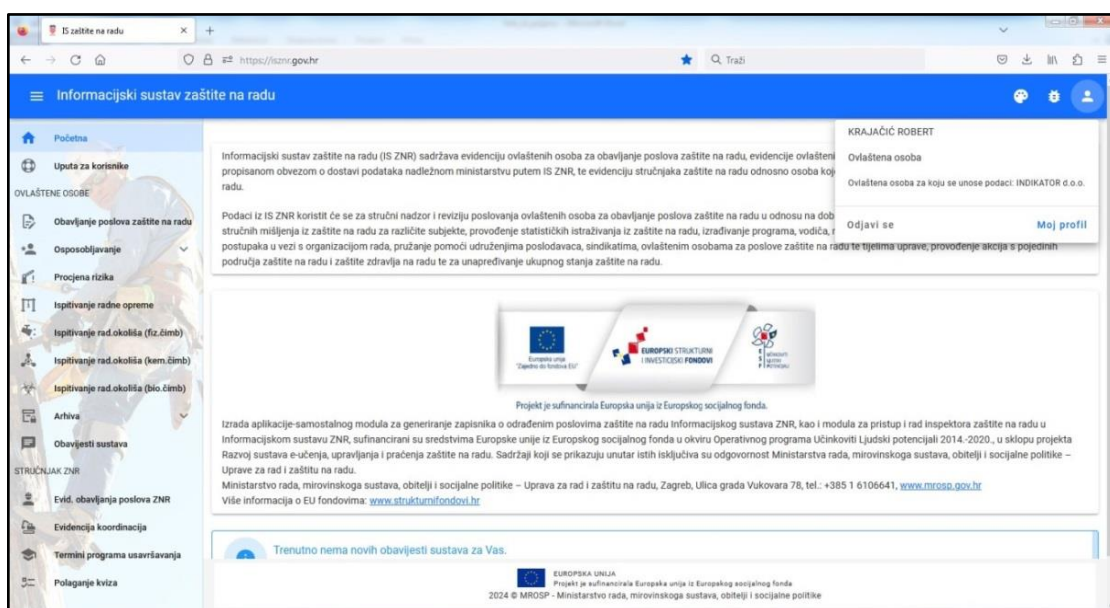 IS zaštite na radu
https://isznr.gov.hr
Traži
Informacijski sustav zaštite na radu
KRAJAČIĆ ROBERT
Ovlaštena osoba
Ovlaštena osoba za koju se unose podaci: INDIKATOR d.o.o.
Odjavi se
Moj profil
Početna
Uputa za korisnike
OVLAŠTENE OSOBE
Obavljanje poslova zaštite na radu
Osposobljavanje
Procjena rizika
Ispitivanje radne opreme
Ispitivanje rad.okoliša (fiz.čimb)
Ispitivanje rad.okoliša (kem.čimb)
Ispitivanje rad.okoliša (bio.čimb)
Arhiva
Obavijesti sustava
STRUČNJAK ZNR
Evid. obavljanja poslova ZNR
Evidencija koordinacija
Termini programa usavršavanja
Polaganje kviza
Informacijski sustav zaštite na radu (IS ZNR) sadržava evidenciju ovlaštenih osoba za obavljanje poslova zaštite na radu, evidencije ovlašteni
propisanom obvezom o dostavi podataka nadležnom ministarstvu putem IS ZNR, te evidenciju stručnjaka zaštite na radu odnosno osoba koj
radu.
Podaci iz IS ZNR koristit će se za stručni nadzor i reviziju poslovanja ovlaštenih osoba za obavljanje poslova zaštite na radu u odnosu na dob
stručnih mišljenja iz zaštite na radu za različite subjekte, provođenje statističkih istraživanja iz zaštite na radu, izrađivanje programa, vodiča,
postupaka u vezi s organizacijom rada, pružanje pomoći udruženjima poslodavaca, sindikatima, ovlaštenim osobama za poslove zaštite na radu te tijelima uprave, provođenje akcija s pojedinih
područja zaštite na radu i zaštite zdravlja na radu te za unapređivanje ukupnog stanja zaštite na radu.
Europska unija
"Zajedno do fondova EU"
EUROPSKI STRUKTURNI
I INVESTICIJSKI FONDOVI
Projekt je sufinancirala Europska unija iz Europskog socijalnog fonda.
Izrada aplikacije-samostalnog modula za generiranje zapisnika o odrađenim poslovima zaštite na radu Informacijskog sustava ZNR, kao i modula za pristup i rad inspektora zaštite na radu u
Informacijskom sustavu ZNR, sufinancirani su sredstvima Europske unije iz Europskog socijalnog fonda u okviru Operativnog programa Učinkoviti Ljudski potencijali 2014.-2020., u sklopu projekta
Razvoj sustava e-učenja, upravljanja i praćenja zaštite na radu. Sadržaji koji se prikazuju unutar istih isključiva su odgovornost Ministarstva rada, mirovinskoga sustava, obitelji i socijalne politike –
Uprave za rad i zaštitu na radu.
Ministarstvo rada, mirovinskoga sustava, obitelji i socijalne politike – Uprava za rad i zaštitu na radu, Zagreb, Ulica grada Vukovara 78, tel.: +385 1 6106641, www.mrosp.gov.hr
Više informacija o EU fondovima: www.strukturnifondovi.hr
Trenutno nema novih obavijesti sustava za Vas.
EUROPSKA UNIJA
Projekt je sufinancirala Europska unija iz Europskog socijalnog fonda
2024 © MROSP - Ministarstvo rada, mirovinskoga sustava, obitelji i socijalne politike